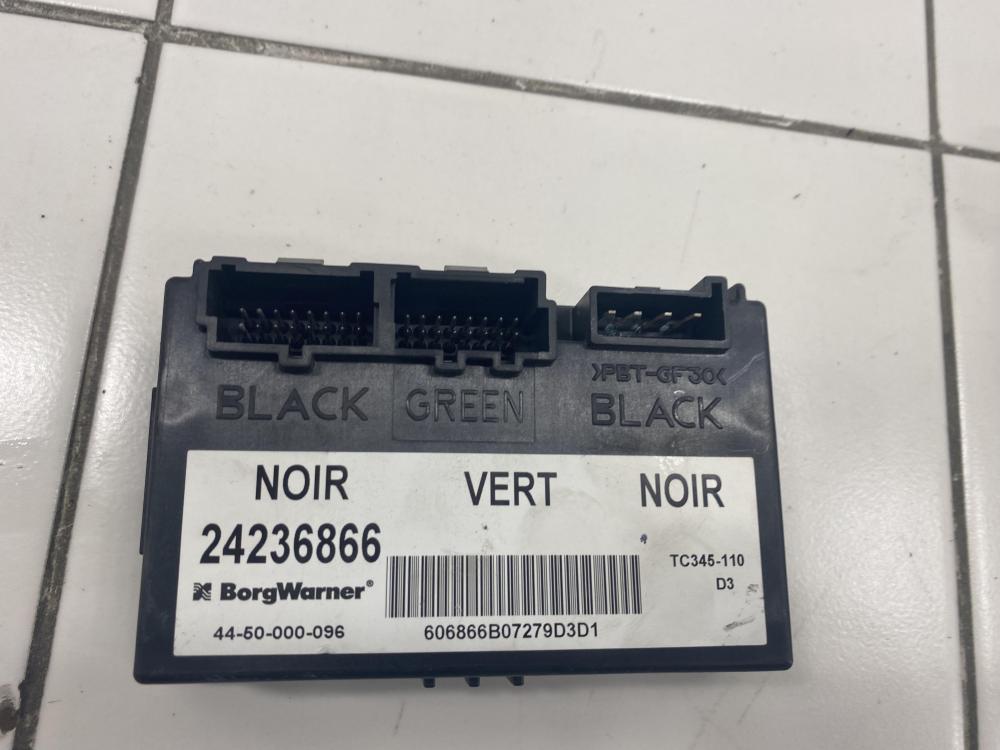 >PBT-GF30<
BLACK GREEN BLACK
NOIR VERT NOIR
24236866
TC345-110
D3
BorgWarner®
44-50-000-096
606866B07279D3D1